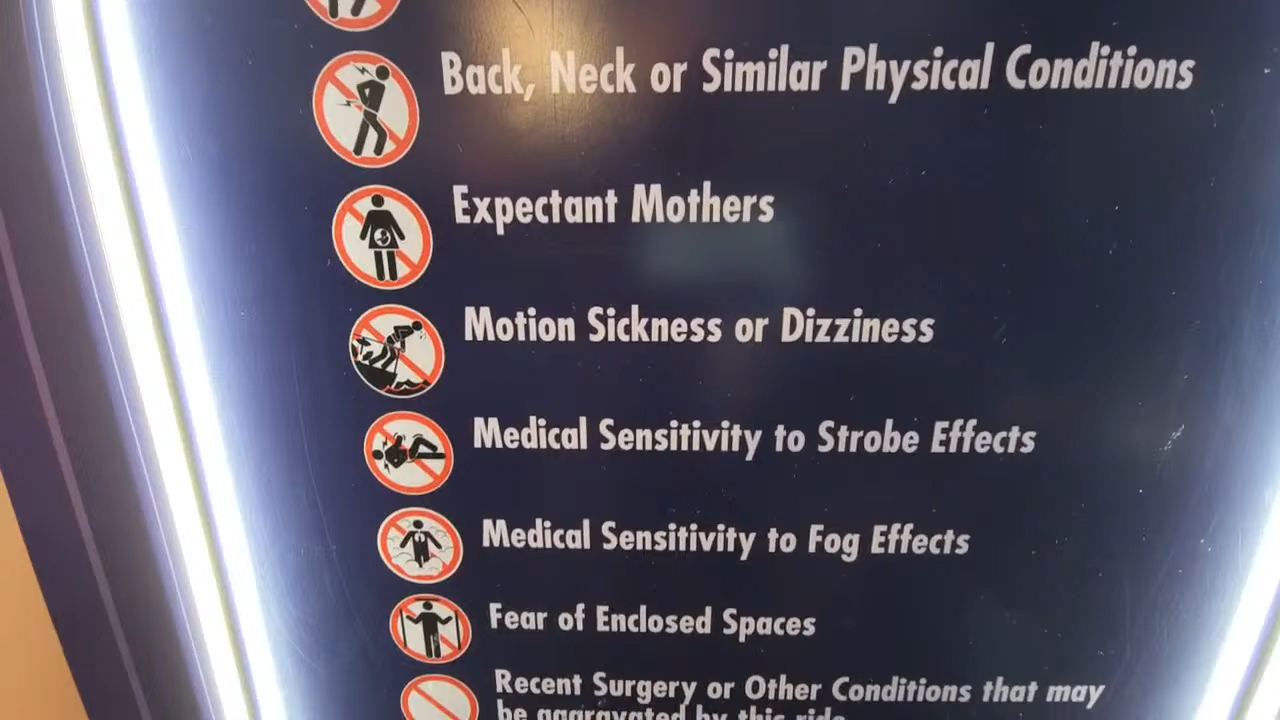 Back, Neck or Similar Physical Conditions
Expectant Mothers
Motion Sickness or Dizziness
Medical Sensitivity to Strobe Effects
Medical Sensitivity to Fog Effects
Fear of Enclosed Spaces
Recent Surgery or Other Conditions that may
be aggravated by this ride